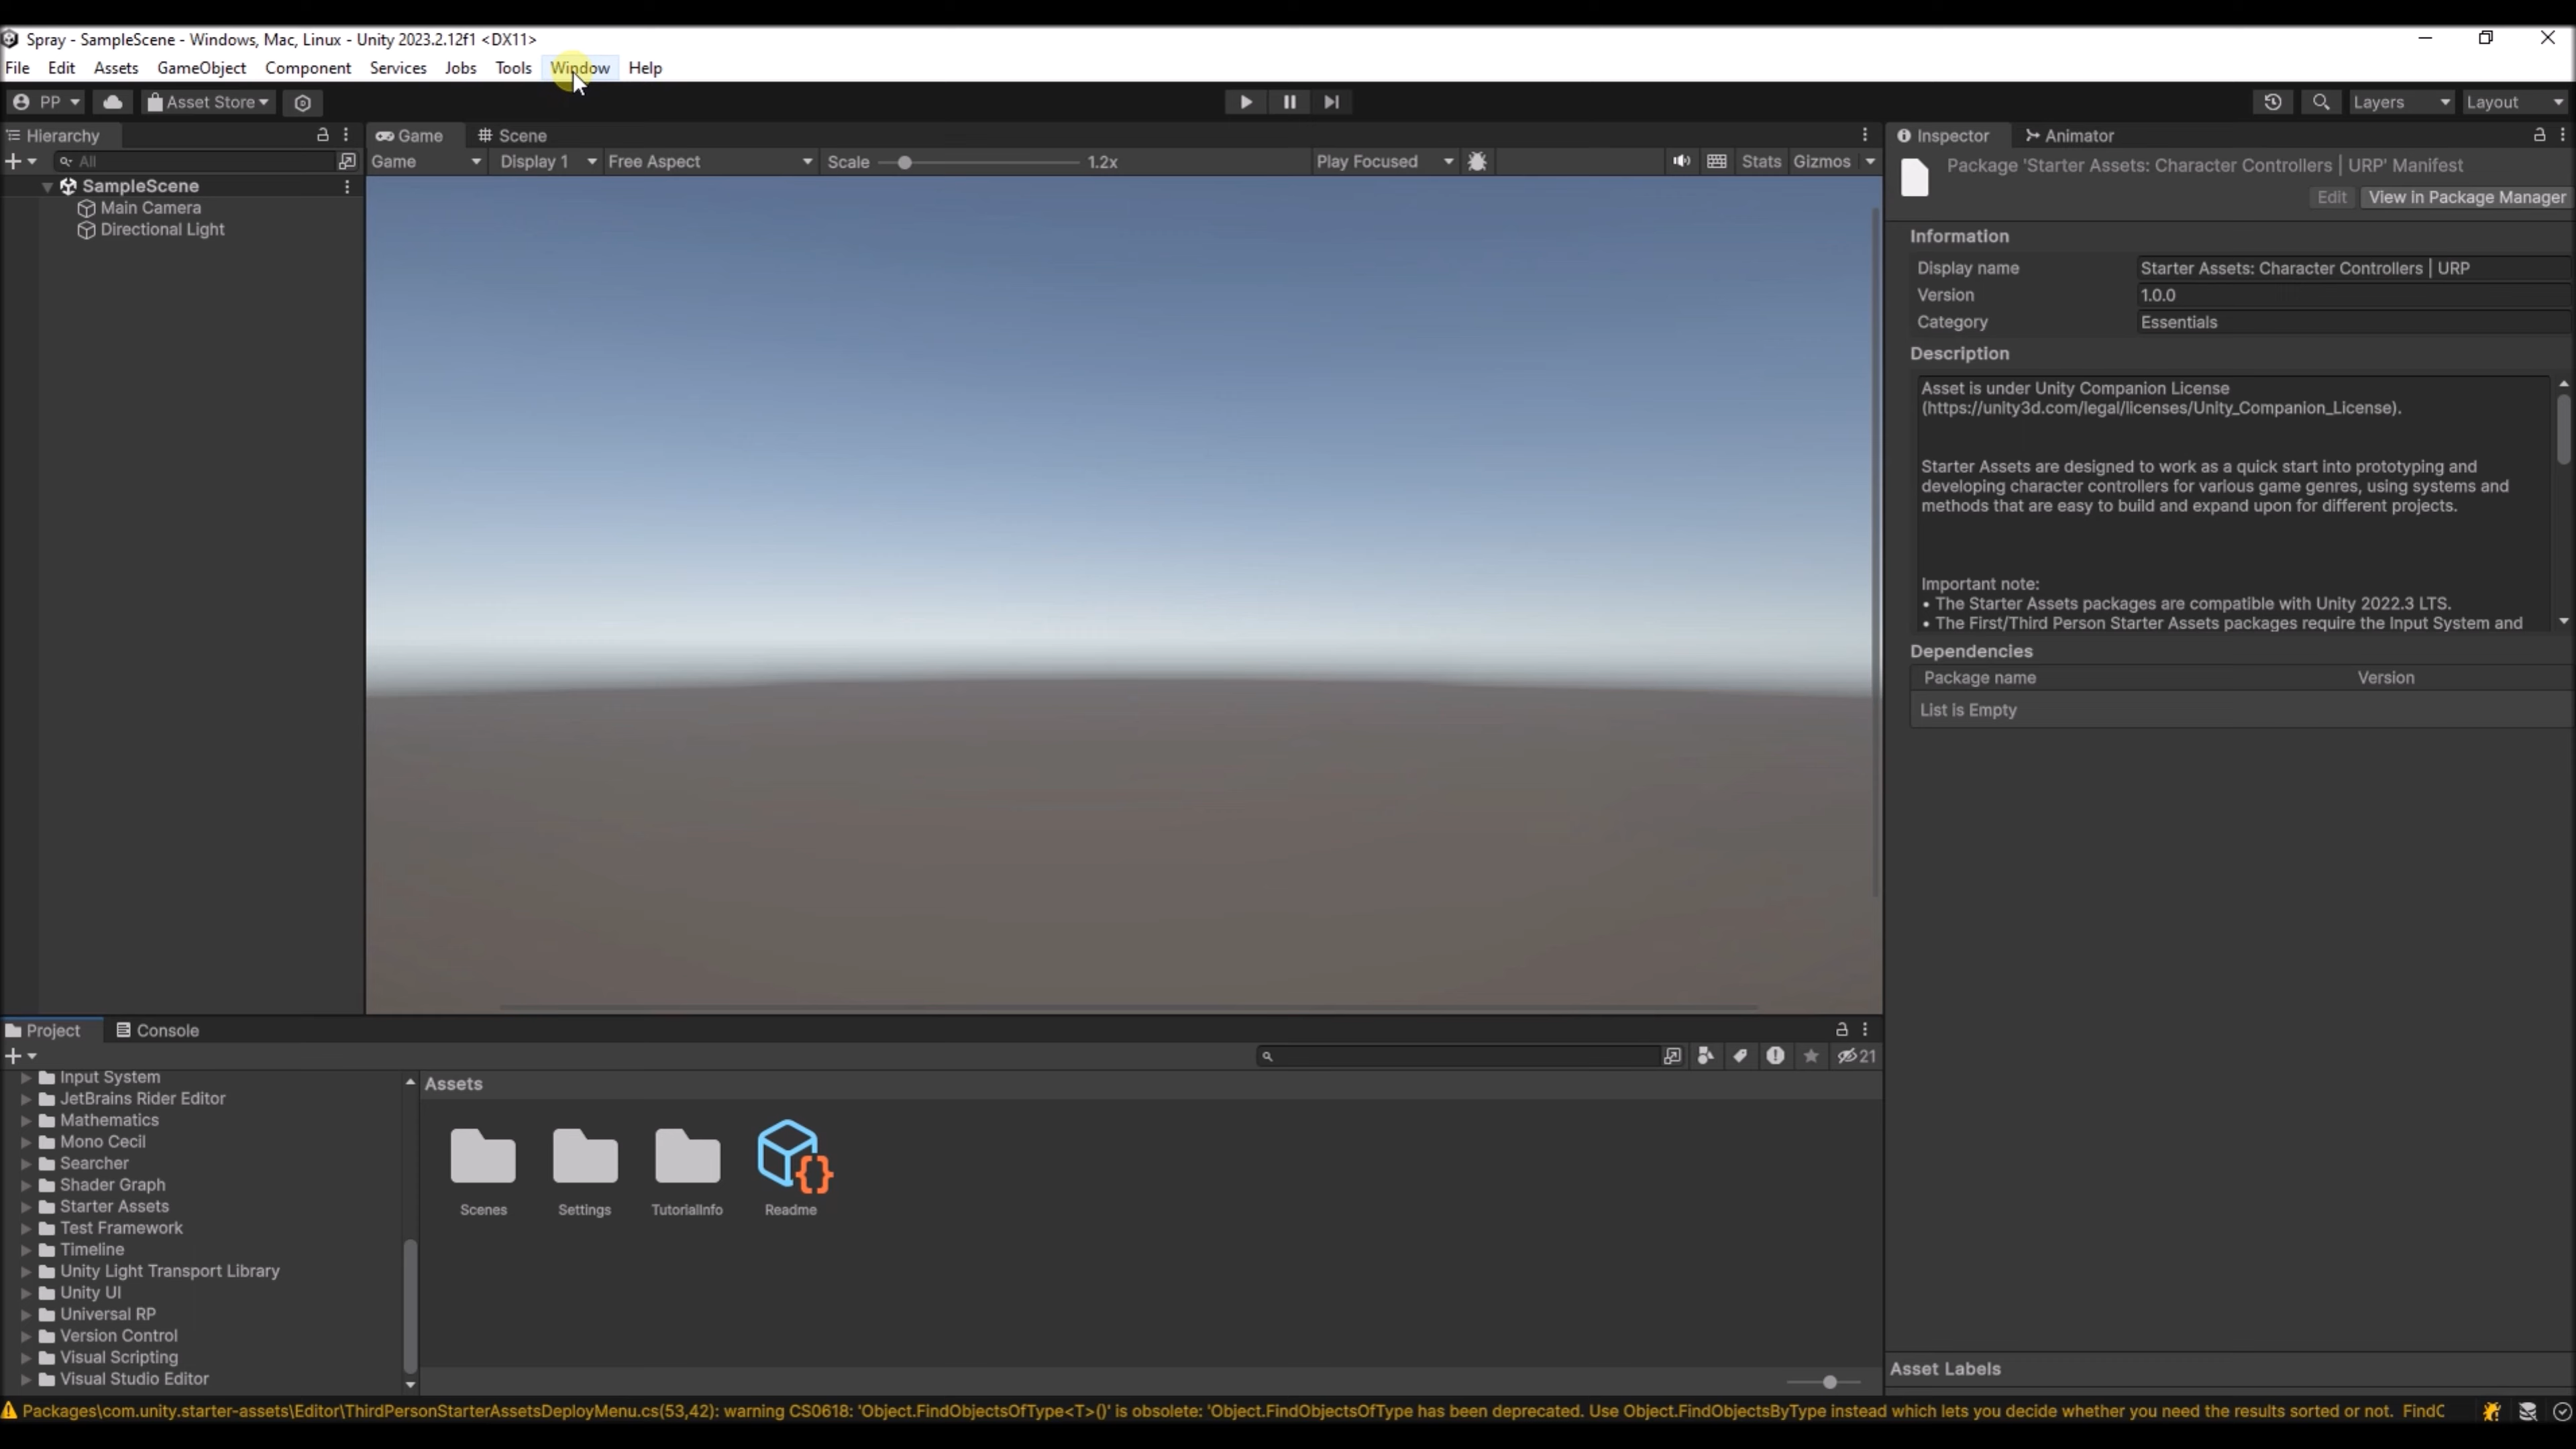 Spray - SampleScene - Windows, Mac, Linux - Unity 2023.2.12f1 <DX11>
File Edit Assets GameObject Component Services Jobs Tools Window Help
PP Asset Store Layers Layout
Hierarchy
All
SampleScene
Main Camera
Directional Light
Game Scene
Game Display 1 Free Aspect Scale 1.2x Play Focused Stats Gizmos
Inspector Animator
Package 'Starter Assets: Character Controllers | URP' Manifest
Edit View in Package Manager
Information
Display name Starter Assets: Character Controllers | URP
Version 1.0.0
Category Essentials
Description
Asset is under Unity Companion License
(https://unity3d.com/legal/licenses/Unity_Companion_License).
Starter Assets are designed to work as a quick start into prototyping and
developing character controllers for various game genres, using systems and
methods that are easy to build and expand upon for different projects.
Important note:
• The Starter Assets packages are compatible with Unity 2022.3 LTS.
• The First/Third Person Starter Assets packages require the Input System and
Dependencies
Package name Version
List is Empty
Project Console
21
Input System
JetBrains Rider Editor
Mathematics
Mono Cecil
Searcher
Shader Graph
Starter Assets
Test Framework
Timeline
Unity Light Transport Library
Unity UI
Universal RP
Version Control
Visual Scripting
Visual Studio Editor
Assets
Scenes Settings TutorialInfo Readme
Asset Labels
Packages\com.unity.starter-assets\Editor\ThirdPersonStarterAssetsDeployMenu.cs(53,42): warning CS0618: 'Object.FindObjectsOfType<T>()' is obsolete: 'Object.FindObjectsOfType has been deprecated. Use Object.FindObjectsByType instead which lets you decide whether you need the results sorted or not. FindC